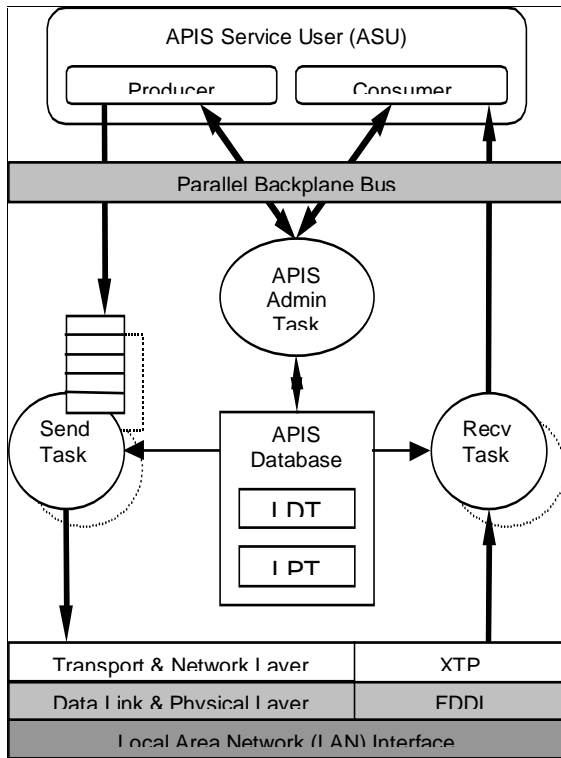 APIS Service User (ASU)
Producer
Consumer
Parallel Backplane Bus
APIS
Admin
Task
Send
Task
APIS
Database
Recv
Task
LDT
LPT
Transport & Network Layer
XTP
Data Link & Physical Layer
FDDI
Local Area Network (LAN) Interface